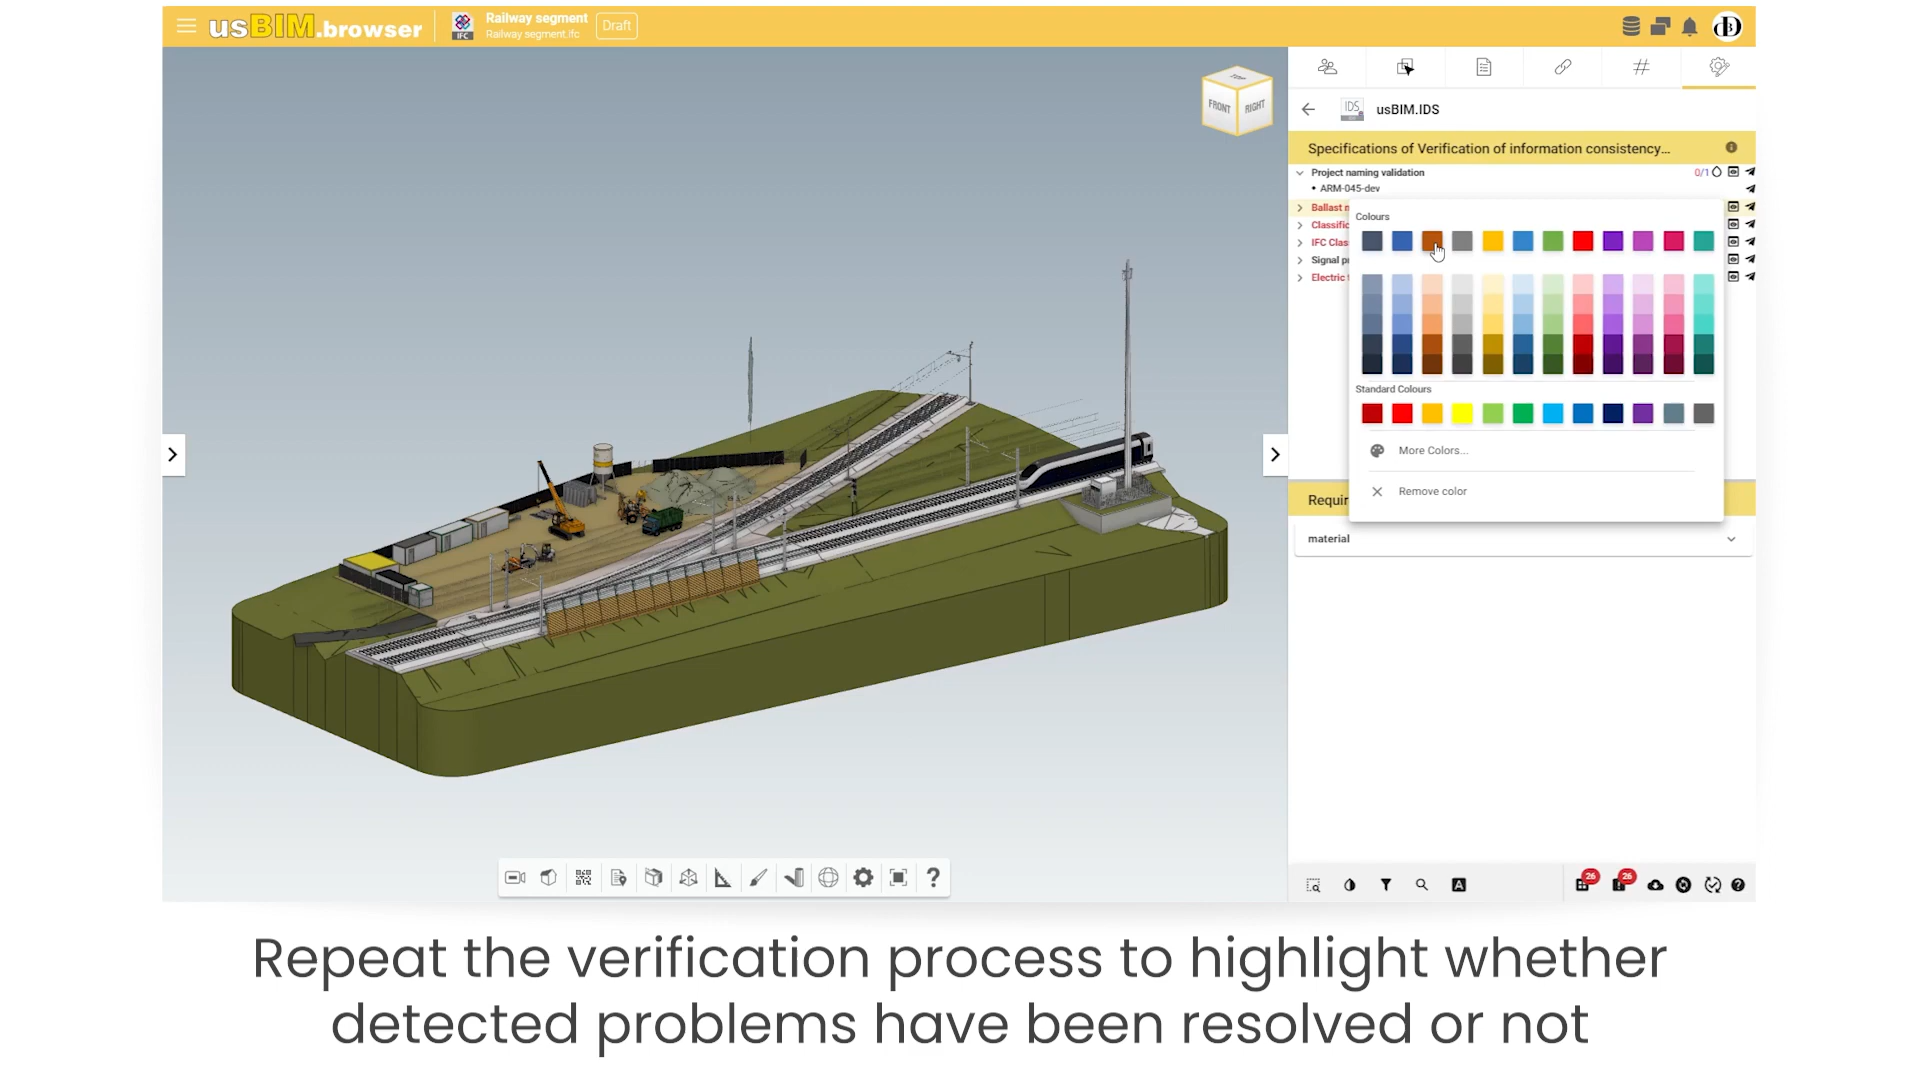 usBIM.browser
IFC
Railway segment
Railway segment.ifc
Draft
TOP
FRONT
RIGHT
IDS
usBIM.IDS
Specifications of Verification of information consistency...
Project naming validation
0/1
• ARM-045-dev
Ballast
Classific
IFC Clas
Signal p
Electric
Colours
Standard Colours
More Colors...
Remove color
Requir
material
?
A
26
26
Repeat the verification process to highlight whether
detected problems have been resolved or not